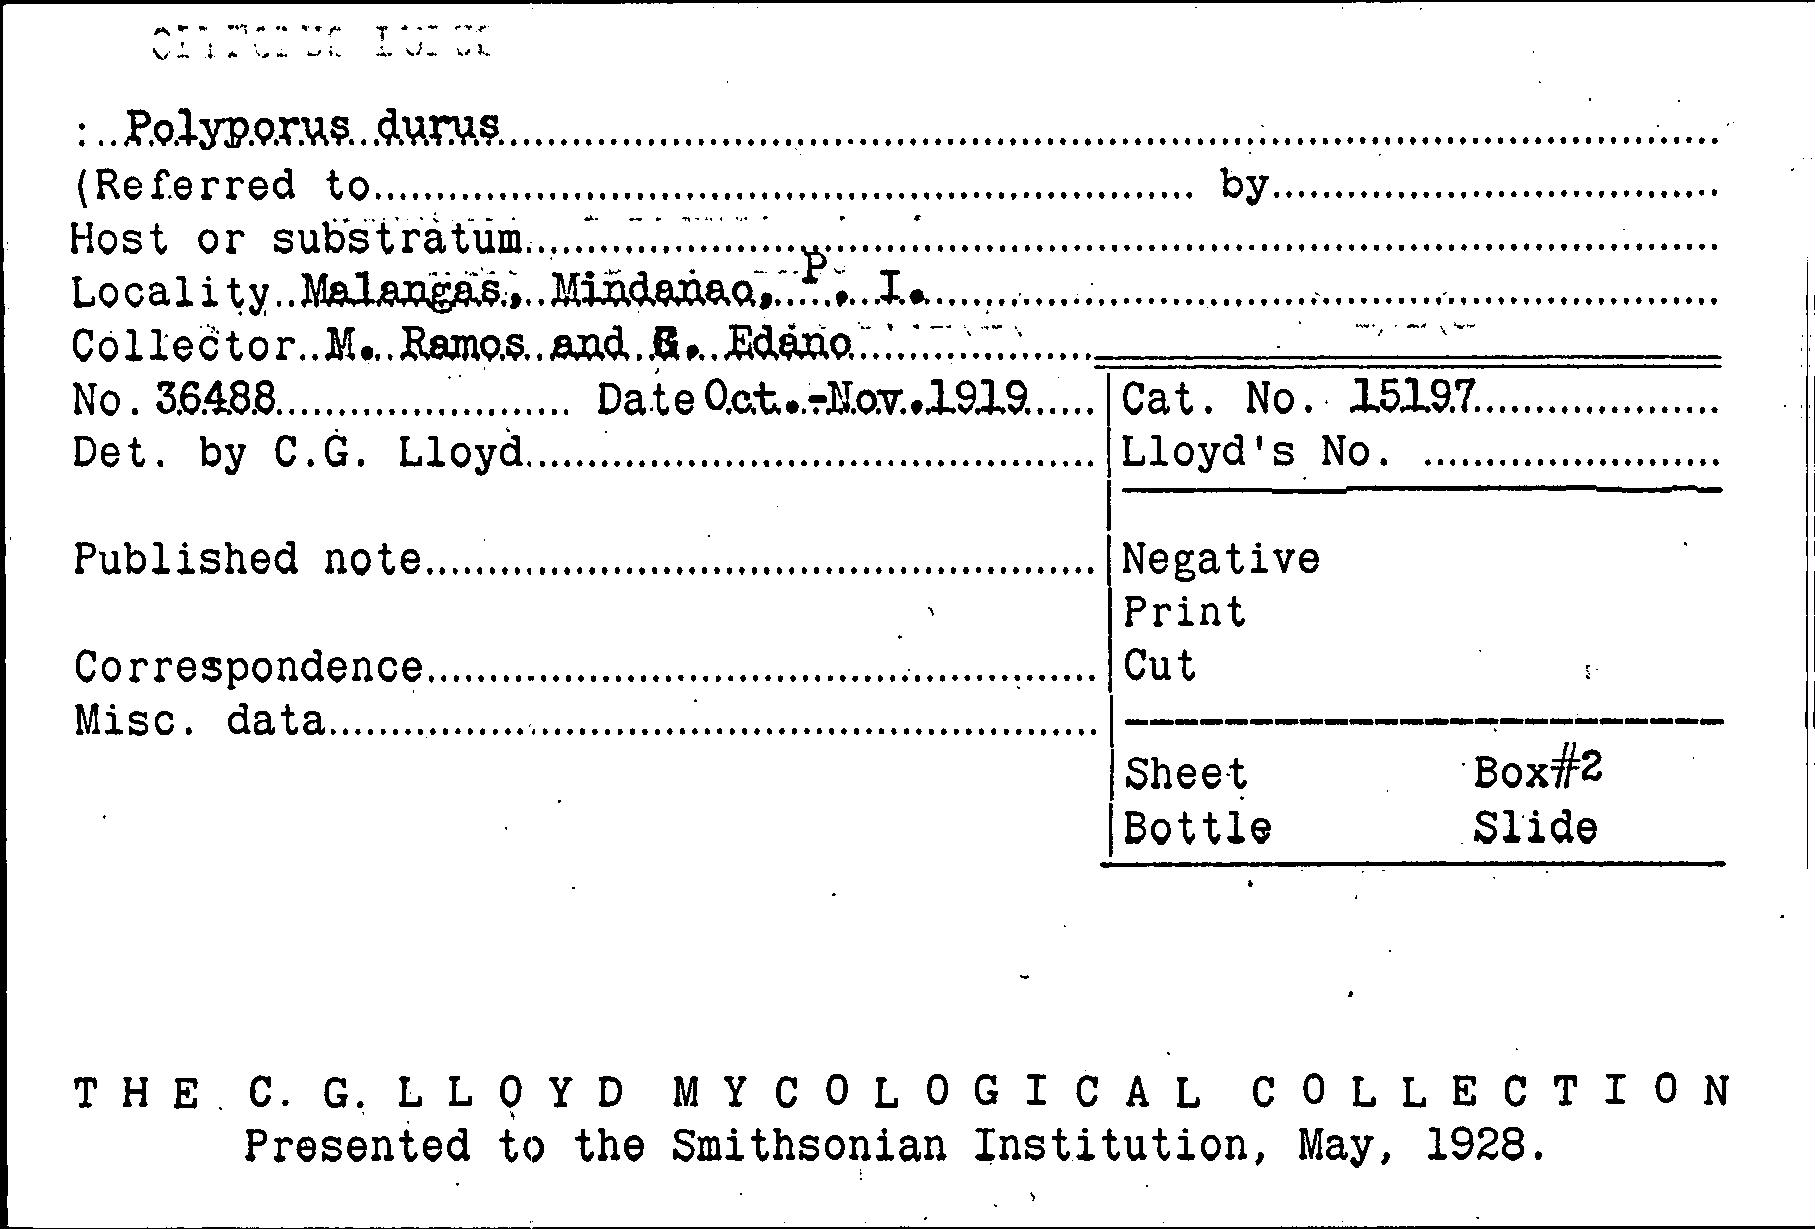 : Polyporus durus
(Referred to by
Host or substratum
Locality Malangas, Mindanao, P. I.
Collector M. Ramos and G. Edano
No. 36488 Date Oct.-Nov.1919 Cat. No. 15197
Det. by C.G. Lloyd Lloyd's No.
Published note Negative
Print
Correspondence Cut
Misc. data
Sheet Box#2
Bottle Slide
THE C. G. LLOYD MYCOLOGICAL COLLECTION
Presented to the Smithsonian Institution, May, 1928.